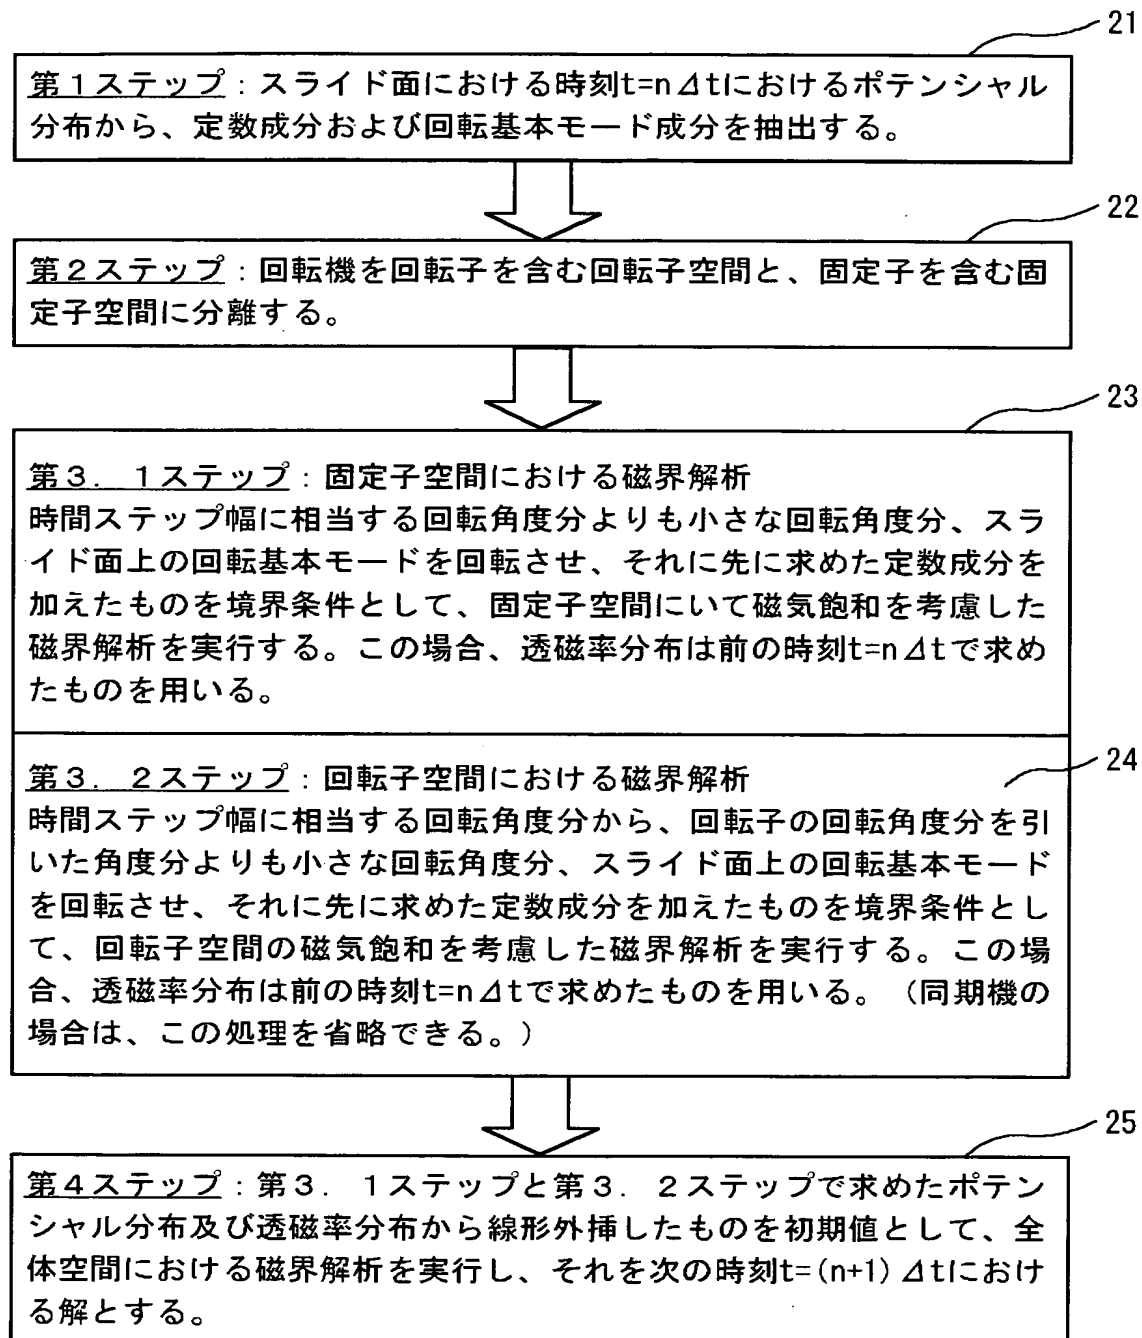 21
第1ステップ:スライド面における時刻t=nΔtにおけるポテンシャル
分布から、定数成分および回転基本モード成分を抽出する。
22
第2ステップ:回転機を回転子を含む回転子空間と、固定子を含む固
定子空間に分離する。
23
第3.1ステップ:固定子空間における磁界解析
時間ステップ幅に相当する回転角度分よりも小さな回転角度分、スラ
イド面上の回転基本モードを回転させ、それに先に求めた定数成分を
加えたものを境界条件として、固定子空間にいて磁気飽和を考慮した
磁界解析を実行する。この場合、透磁率分布は前の時刻t=nΔtで求め
たものを用いる。
24
第3.2ステップ:回転子空間における磁界解析
時間ステップ幅に相当する回転角度分から、回転子の回転角度分を引
いた角度分よりも小さな回転角度分、スライド面上の回転基本モード
を回転させ、それに先に求めた定数成分を加えたものを境界条件とし
て、回転子空間の磁気飽和を考慮した磁界解析を実行する。この場
合、透磁率分布は前の時刻t=nΔtで求めたものを用いる。(同期機の
場合は、この処理を省略できる。)
25
第4ステップ:第3.1ステップと第3.2ステップで求めたポテン
シャル分布及び透磁率分布から線形外挿したものを初期値として、全
体空間における磁界解析を実行し、それを次の時刻t=(n+1)Δtにおけ
る解とする。